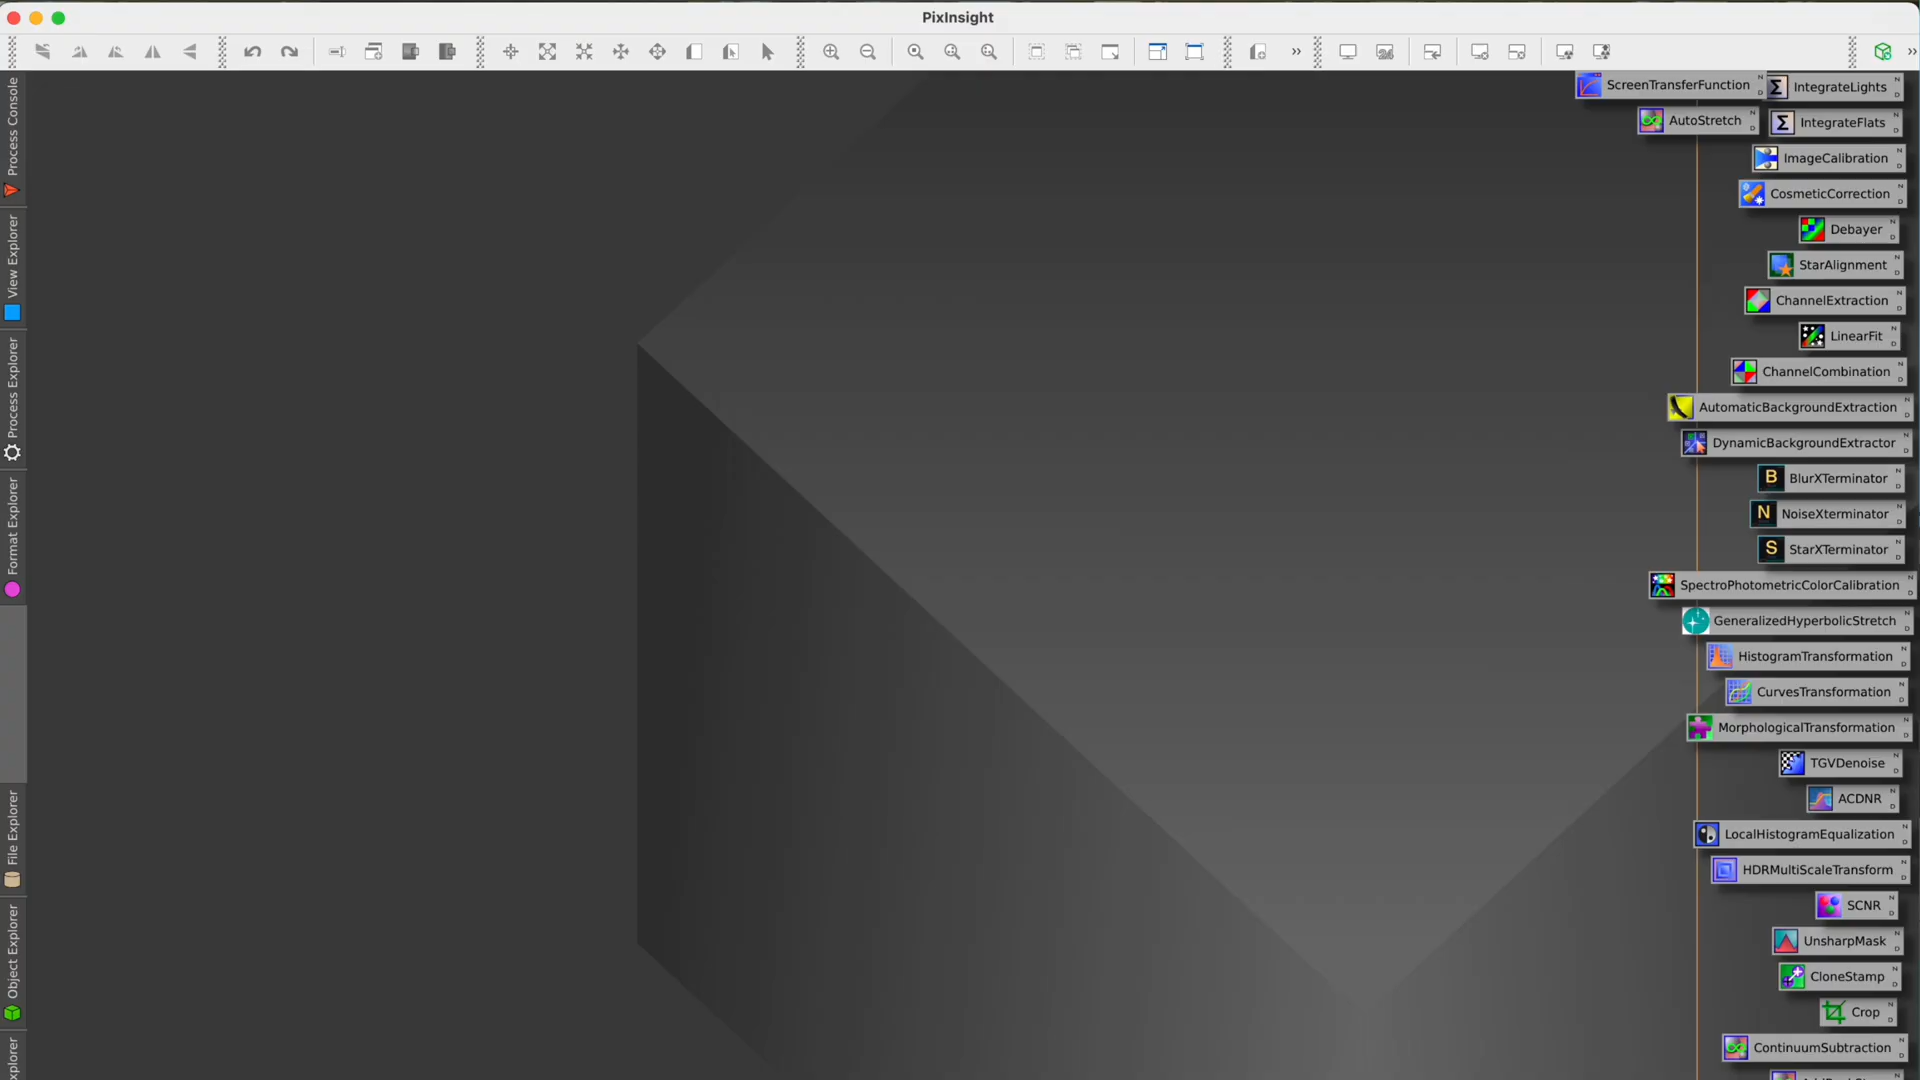 PixInsight
Process Console
View Explorer
Process Explorer
Format Explorer
File Explorer
Object Explorer
ScreenTransferFunction
IntegrateLights
AutoStretch
IntegrateFlats
ImageCalibration
CosmeticCorrection
Debayer
StarAlignment
ChannelExtraction
LinearFit
ChannelCombination
AutomaticBackgroundExtraction
DynamicBackgroundExtractor
B BlurXTerminator
N NoiseXterminator
S StarXTerminator
SpectroPhotometricColorCalibration
GeneralizedHyperbolicStretch
HistogramTransformation
CurvesTransformation
MorphologicalTransformation
TGVDenoise
ACDNR
LocalHistogramEqualization
HDRMultiScaleTransform
SCNR
UnsharpMask
CloneStamp
Crop
ContinuumSubtraction